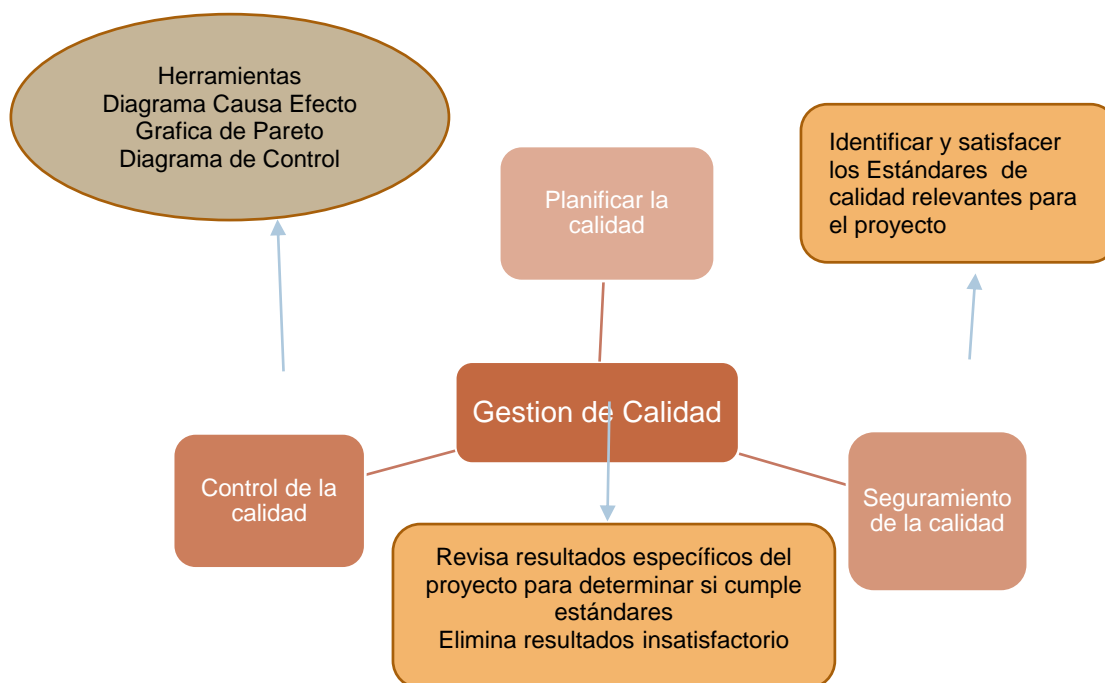 Herramientas
Diagrama Causa Efecto
Grafica de Pareto
Diagrama de Control
Planificar la
calidad
Identificar y satisfacer
los Estándares de
calidad relevantes para
el proyecto
Gestion de Calidad
Control de la
calidad
Seguramiento
de la calidad
Revisa resultados específicos del
proyecto para determinar si cumple
estándares
Elimina resultados insatisfactorio